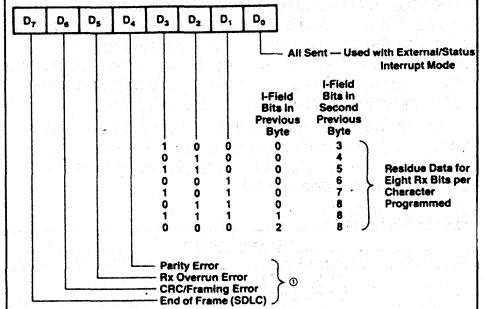 D7 D6 D5 D4 D3 D2 D1 D0
All Sent — Used with External/Status
Interrupt Mode
I-Field
Bits in
Previous
Byte
I-Field
Bits in
Second
Previous
Byte
1 0 0 0 3
0 1 0 0 4
1 1 0 0 5
0 0 1 0 6
1 0 1 0 7
0 1 1 0 8
1 1 1 1 8
0 0 0 2 8
Residue Data for
Eight Rx Bits per
Character
Programmed
Parity Error
Rx Overrun Error
CRC/Framing Error
End of Frame (SDLC)
①